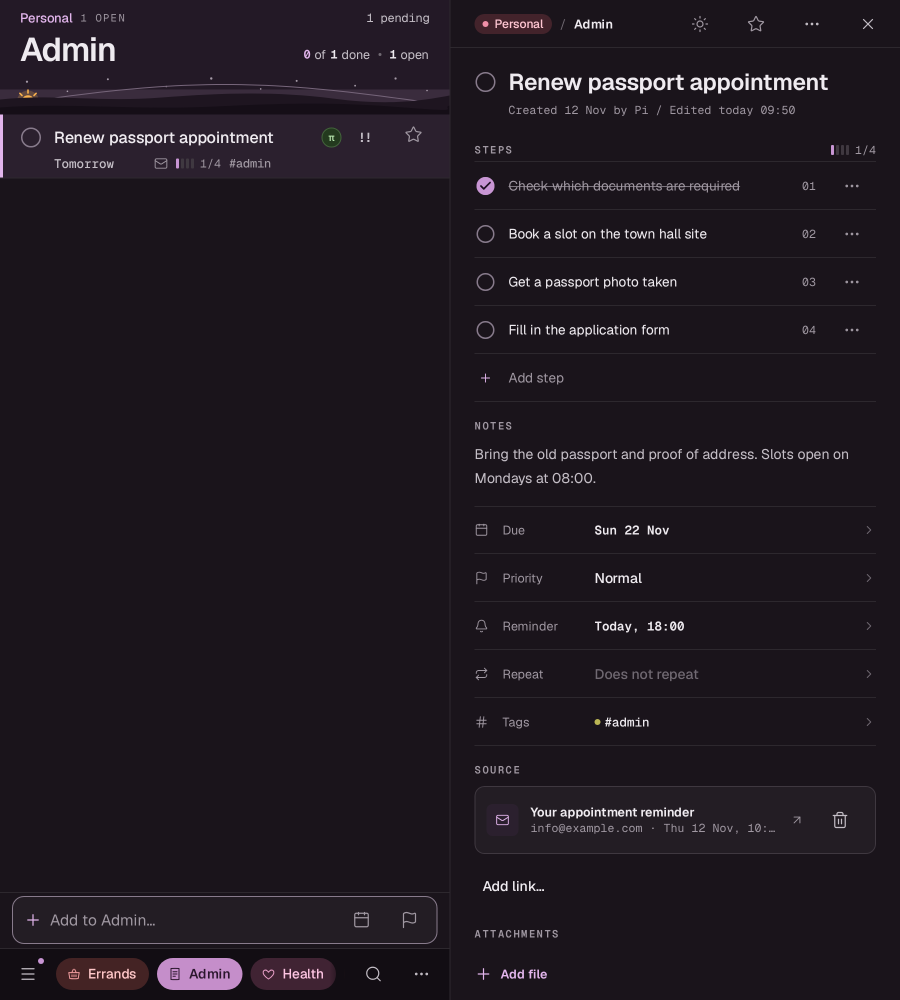 Personal 1 OPEN
1 pending
Admin
0 of 1 done • 1 open
Renew passport appointment
π !!
Tomorrow 1/4 #admin
Add to Admin…
Errands
Admin
Health
Personal / Admin
Renew passport appointment
Created 12 Nov by Pi / Edited today 09:50
STEPS 1/4
Check which documents are required 01
Book a slot on the town hall site 02
Get a passport photo taken 03
Fill in the application form 04
Add step
NOTES
Bring the old passport and proof of address. Slots open on
Mondays at 08:00.
Due Sun 22 Nov
Priority Normal
Reminder Today, 18:00
Repeat Does not repeat
Tags #admin
SOURCE
Your appointment reminder
info@example.com · Thu 12 Nov, 10:…
Add link…
ATTACHMENTS
Add file